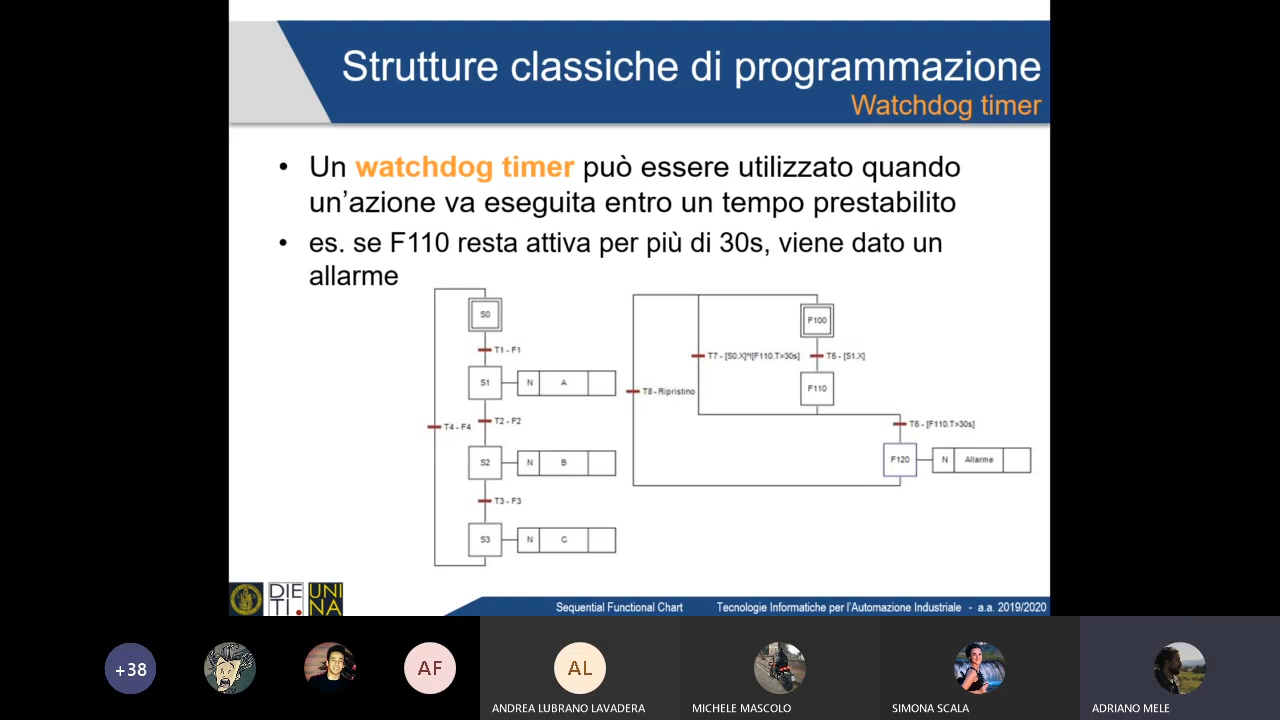 Strutture classiche di programmazione
Watchdog timer
• Un watchdog timer può essere utilizzato quando
un'azione va eseguita entro un tempo prestabilito
• es. se F110 resta attiva per più di 30s, viene dato un
allarme
S0
T1 - F1
S1
N A
T4 - F4
T2 - F2
S2
N B
T3 - F3
S3
N C
F100
T7 - [S0.X]*![F110.T>30s]
T5 - [S1.X]
T8 - Ripristino
F110
T6 - [F110.T>30s]
F120
N Allarme
DIE
TI.
UNI
NA
Sequential Functional Chart
Tecnologie Informatiche per l'Automazione Industriale - a.a. 2019/2020
+38
AF
AL
ANDREA LUBRANO LAVADERA
MICHELE MASCOLO
SIMONA SCALA
ADRIANO MELE